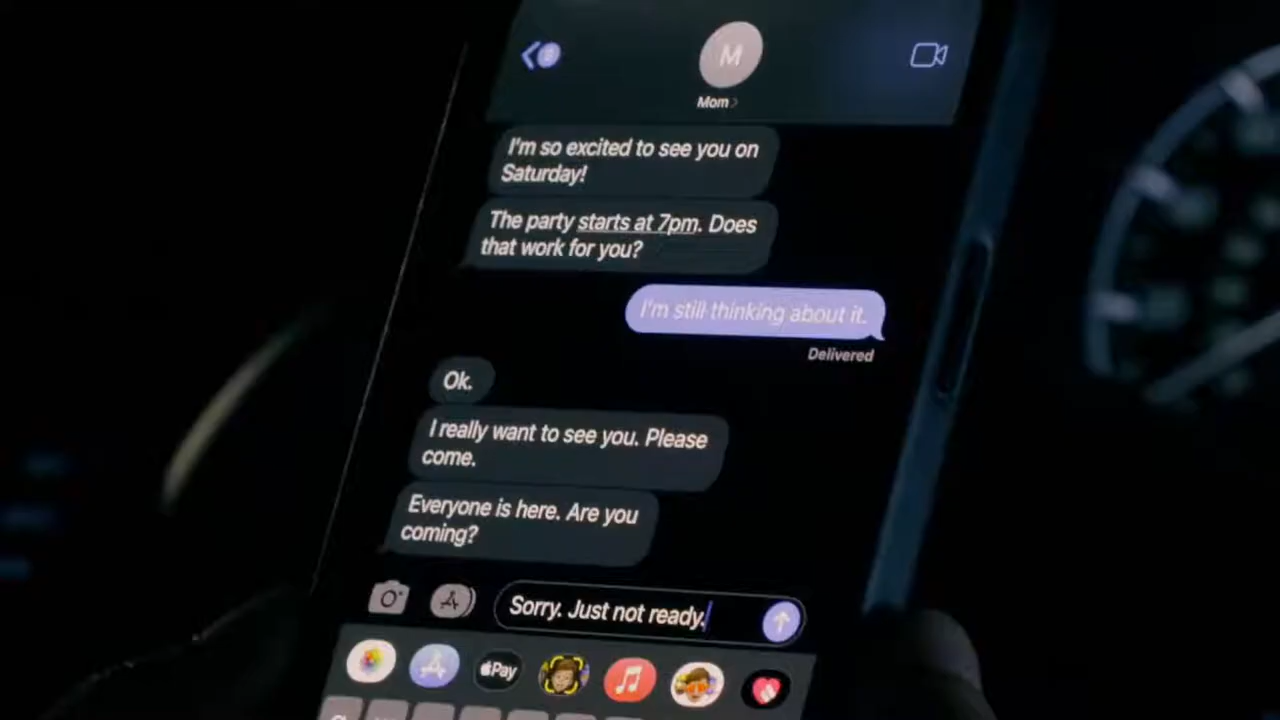 M
Mom
I'm so excited to see you on
Saturday!
The party starts at 7pm. Does
that work for you?
I'm still thinking about it.
Delivered
Ok.
I really want to see you. Please
come.
Everyone is here. Are you
coming?
Sorry. Just not ready.
Pay